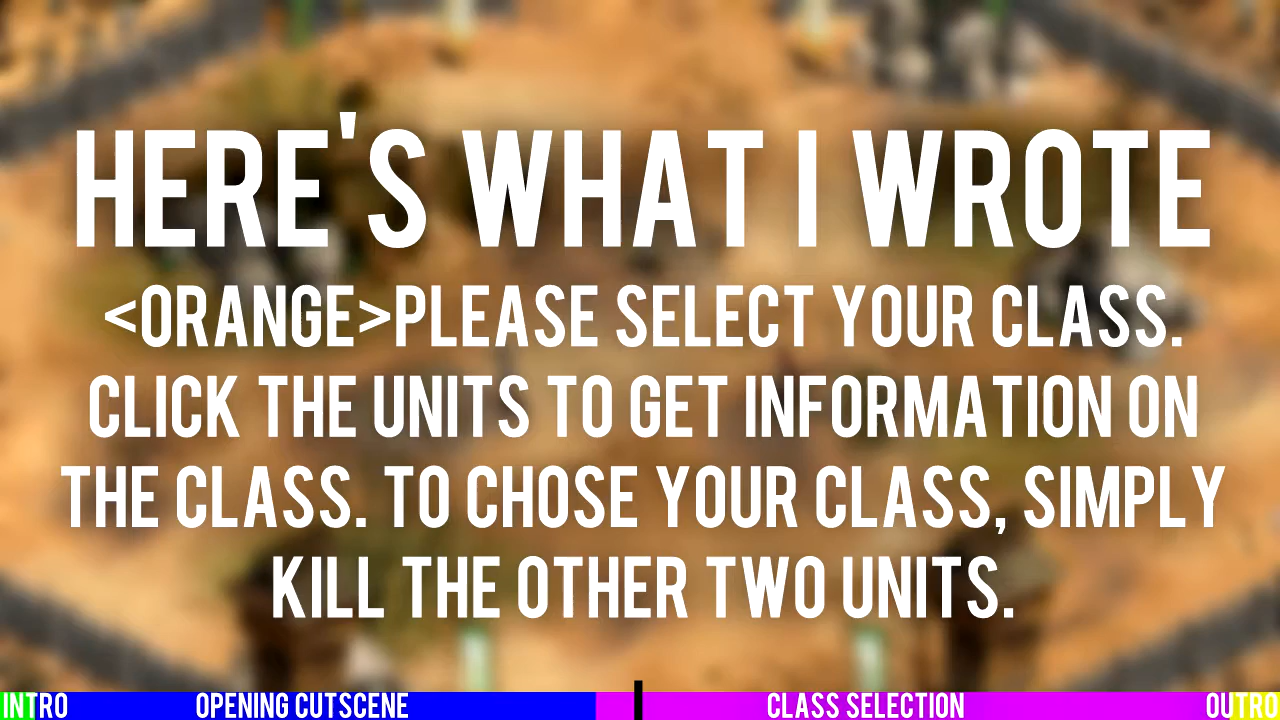 HERE'S WHAT I WROTE
<ORANGE>PLEASE SELECT YOUR CLASS.
CLICK THE UNITS TO GET INFORMATION ON
THE CLASS. TO CHOSE YOUR CLASS, SIMPLY
KILL THE OTHER TWO UNITS.
INTRO OPENING CUTSCENE CLASS SELECTION OUTRO